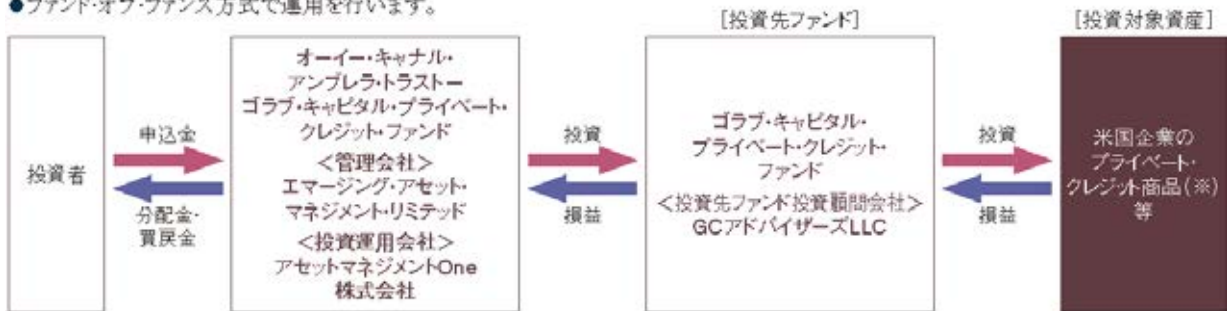 ●ファンド・オブ・ファンズ方式で運用を行います。
[投資先ファンド]
[投資対象資産]
投資者
申込金
分配金・
買戻金
オーイー・キャナル・
アンブレラ・トラストー
ゴラブ・キャピタル・プライベート・
クレジット・ファンド
<管理会社>
エマージング・アセット・
マネジメント・リミテッド
<投資運用会社>
アセットマネジメントOne
株式会社
投資
損益
ゴラブ・キャピタル・
プライベート・クレジット・
ファンド
<投資先ファンド投資顧問会社>
GCアドバイザーズLLC
投資
損益
米国企業の
プライベート・
クレジット商品(※)
等